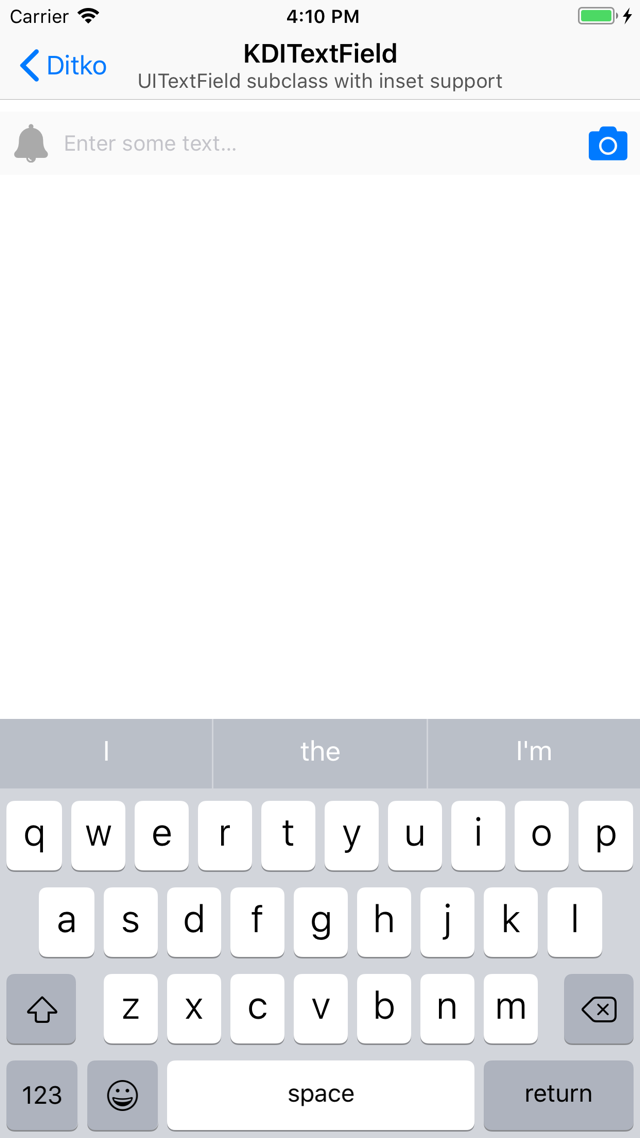 Carrier 4:10 PM
Ditko
KDITextField
UITextField subclass with inset support
Enter some text...
I the I'm
q w e r t y u i o p
a s d f g h j k l
z x c v b n m
123 space return